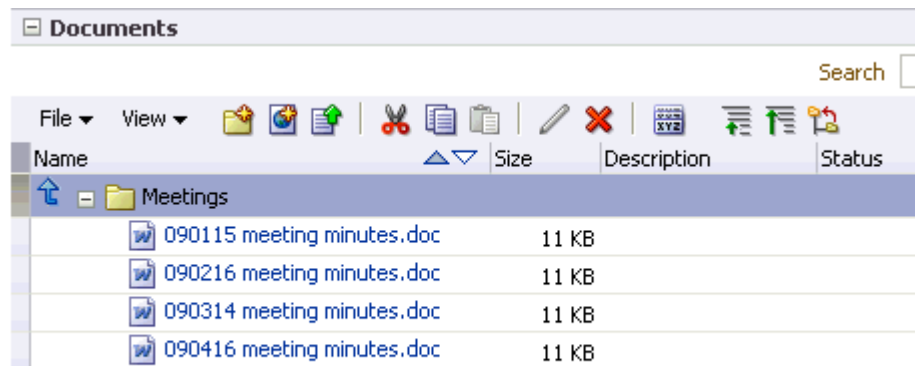 Documents
Search
File View XYZ
Name Size Description Status
Meetings
090115 meeting minutes.doc 11 KB
090216 meeting minutes.doc 11 KB
090314 meeting minutes.doc 11 KB
090416 meeting minutes.doc 11 KB